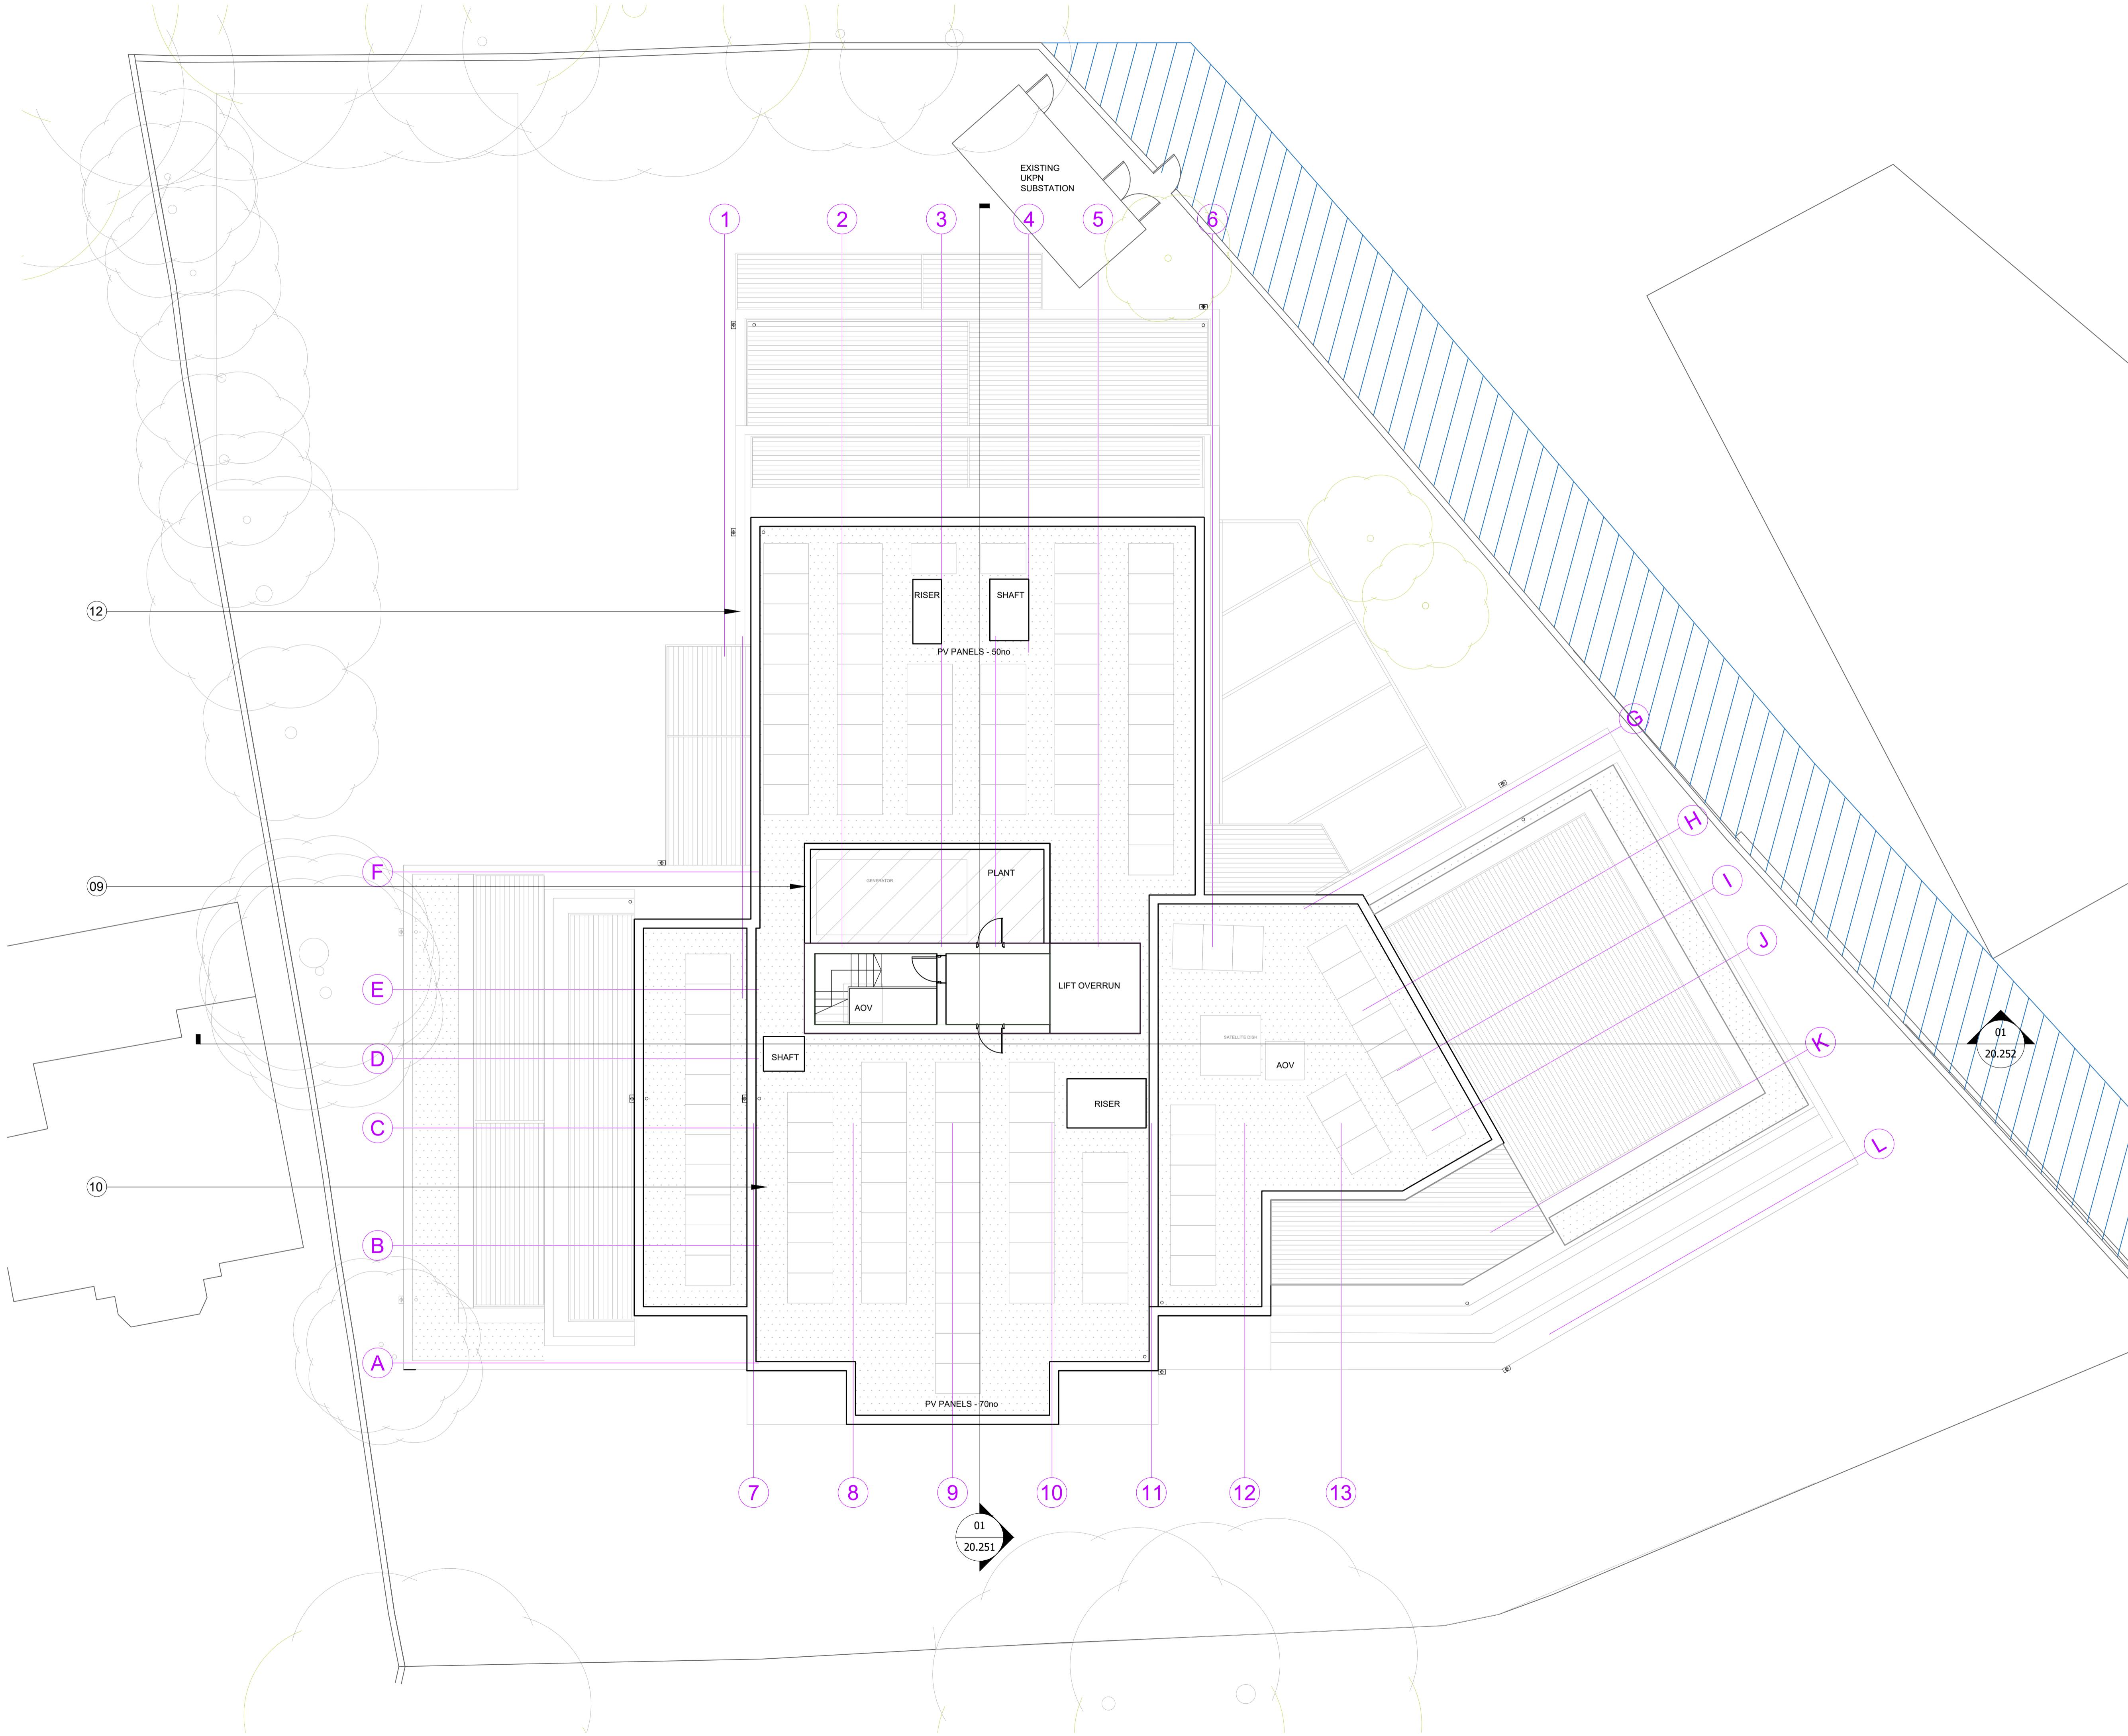 EXISTING
UKPN
SUBSTATION
1
2
3
4
5
6
12
RISER
SHAFT
PV PANELS - 50no
G
H
F
09
GENERATOR
PLANT
I
J
E
LIFT OVERRUN
AOV
D
SHAFT
SATELLITE DISH
AOV
K
01
20.252
C
RISER
L
10
B
A
PV PANELS - 70no
7
8
9
10
11
12
13
01
20.251